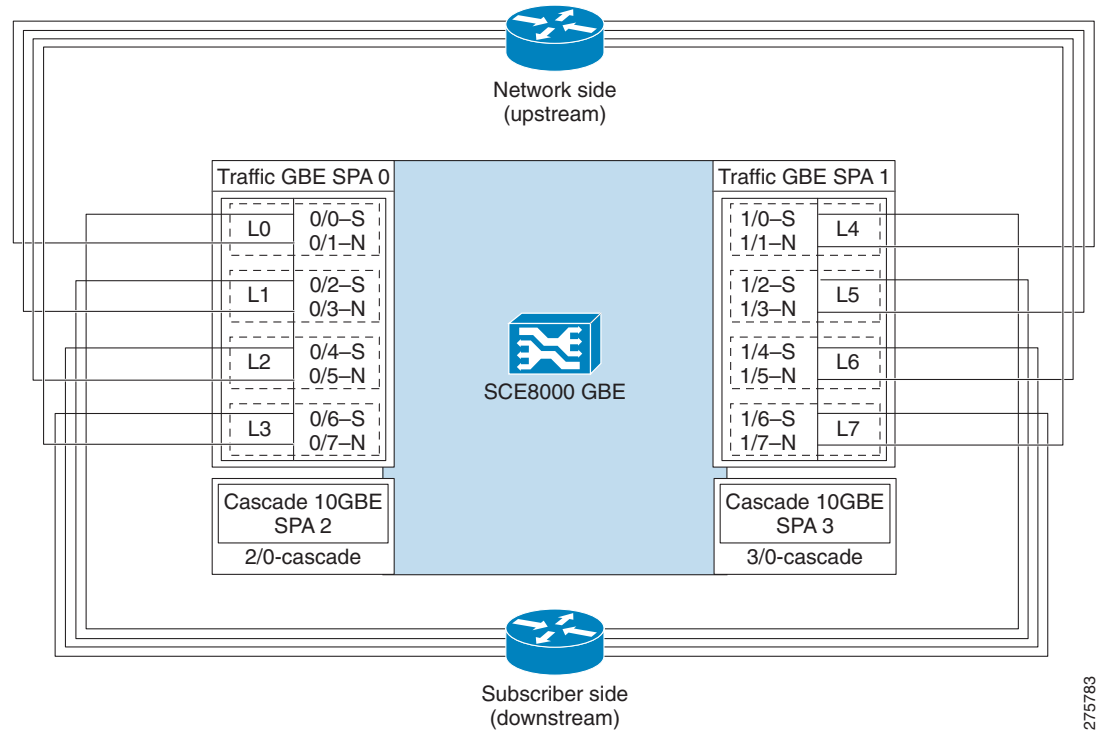 Network side
(upstream)
Traffic GBE SPA 0
L0
0/0–S
0/1–N
L1
0/2–S
0/3–N
L2
0/4–S
0/5–N
L3
0/6–S
0/7–N
Cascade 10GBE
SPA 2
2/0-cascade
SCE8000 GBE
Traffic GBE SPA 1
1/0–S
1/1–N
L4
1/2–S
1/3–N
L5
1/4–S
1/5–N
L6
1/6–S
1/7–N
L7
Cascade 10GBE
SPA 3
3/0-cascade
Subscriber side
(downstream)
275783